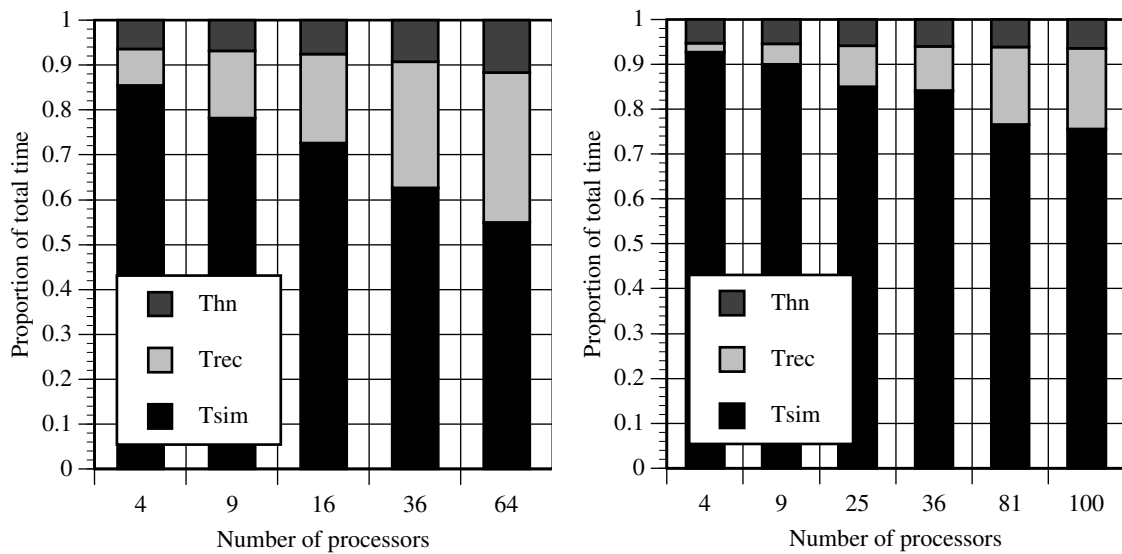 1
0.9
0.8
0.7
0.6
0.5
0.4
0.3
0.2
0.1
0
Proportion of total time
Thn
Trec
Tsim
4 9 16 36 64
Number of processors
1
0.9
0.8
0.7
0.6
0.5
0.4
0.3
0.2
0.1
0
Proportion of total time
Thn
Trec
Tsim
4 9 25 36 81 100
Number of processors